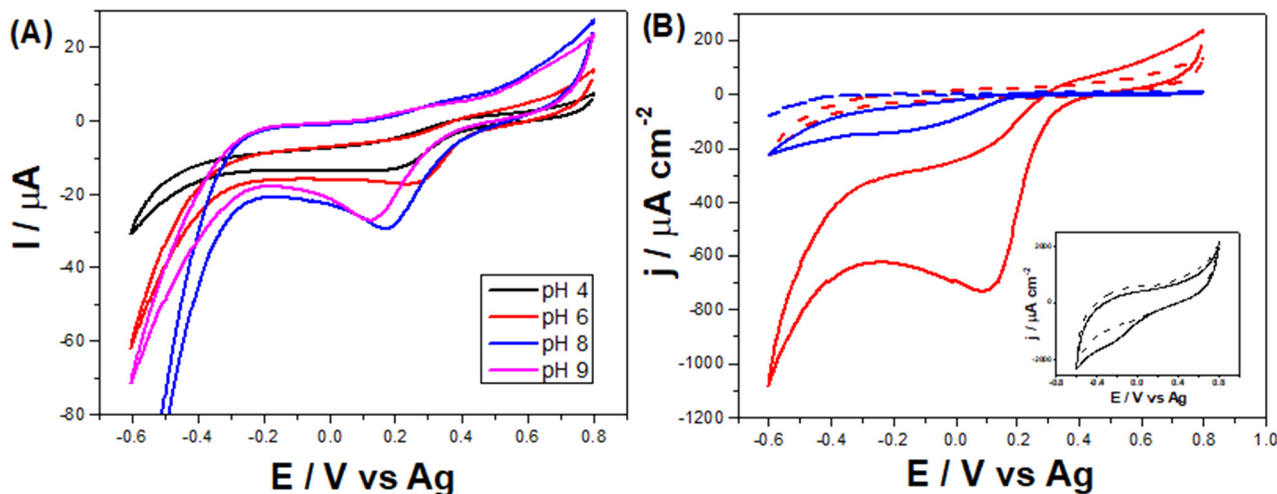 (A)
20
0
-20
-40
-60
-80
I / μA
-0.6 -0.4 -0.2 0.0 0.2 0.4 0.6 0.8
E / V vs Ag
pH 4
pH 6
pH 8
pH 9
(B)
200
0
-200
-400
-600
-800
-1000
-1200
j / μA cm-2
-0.6 -0.4 -0.2 0.0 0.2 0.4 0.6 0.8 1.0
E / V vs Ag
2000
0
-2000
j / μA cm-2
-0.8 -0.4 0.0 0.4 0.8
E / V vs Ag